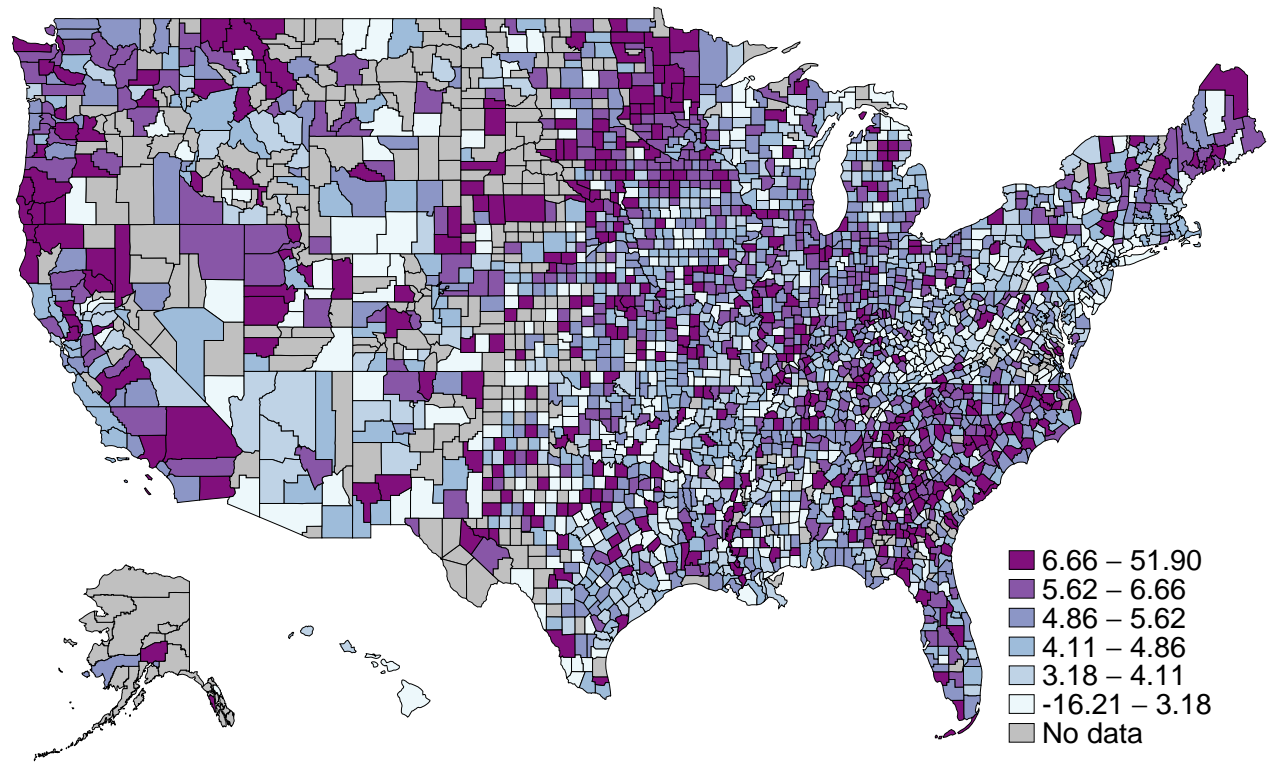 6.66 – 51.90
5.62 – 6.66
4.86 – 5.62
4.11 – 4.86
3.18 – 4.11
-16.21 – 3.18
No data